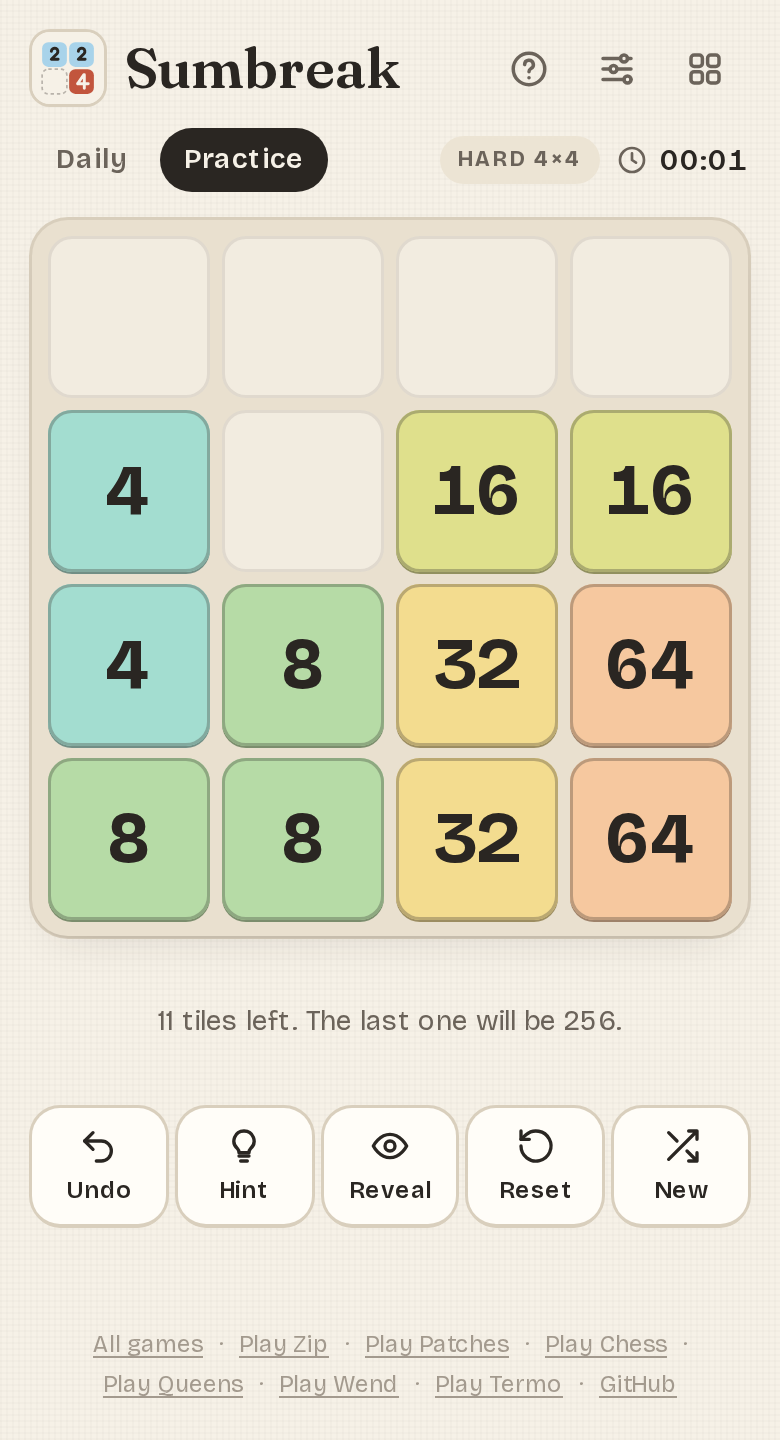 2 2
4
Sumbreak
Daily Practice HARD 4×4 00:01
4 16 16
4 8 32 64
8 8 32 64
11 tiles left. The last one will be 256.
Undo Hint Reveal Reset New
All games · Play Zip · Play Patches · Play Chess ·
Play Queens · Play Wend · Play Termo · GitHub